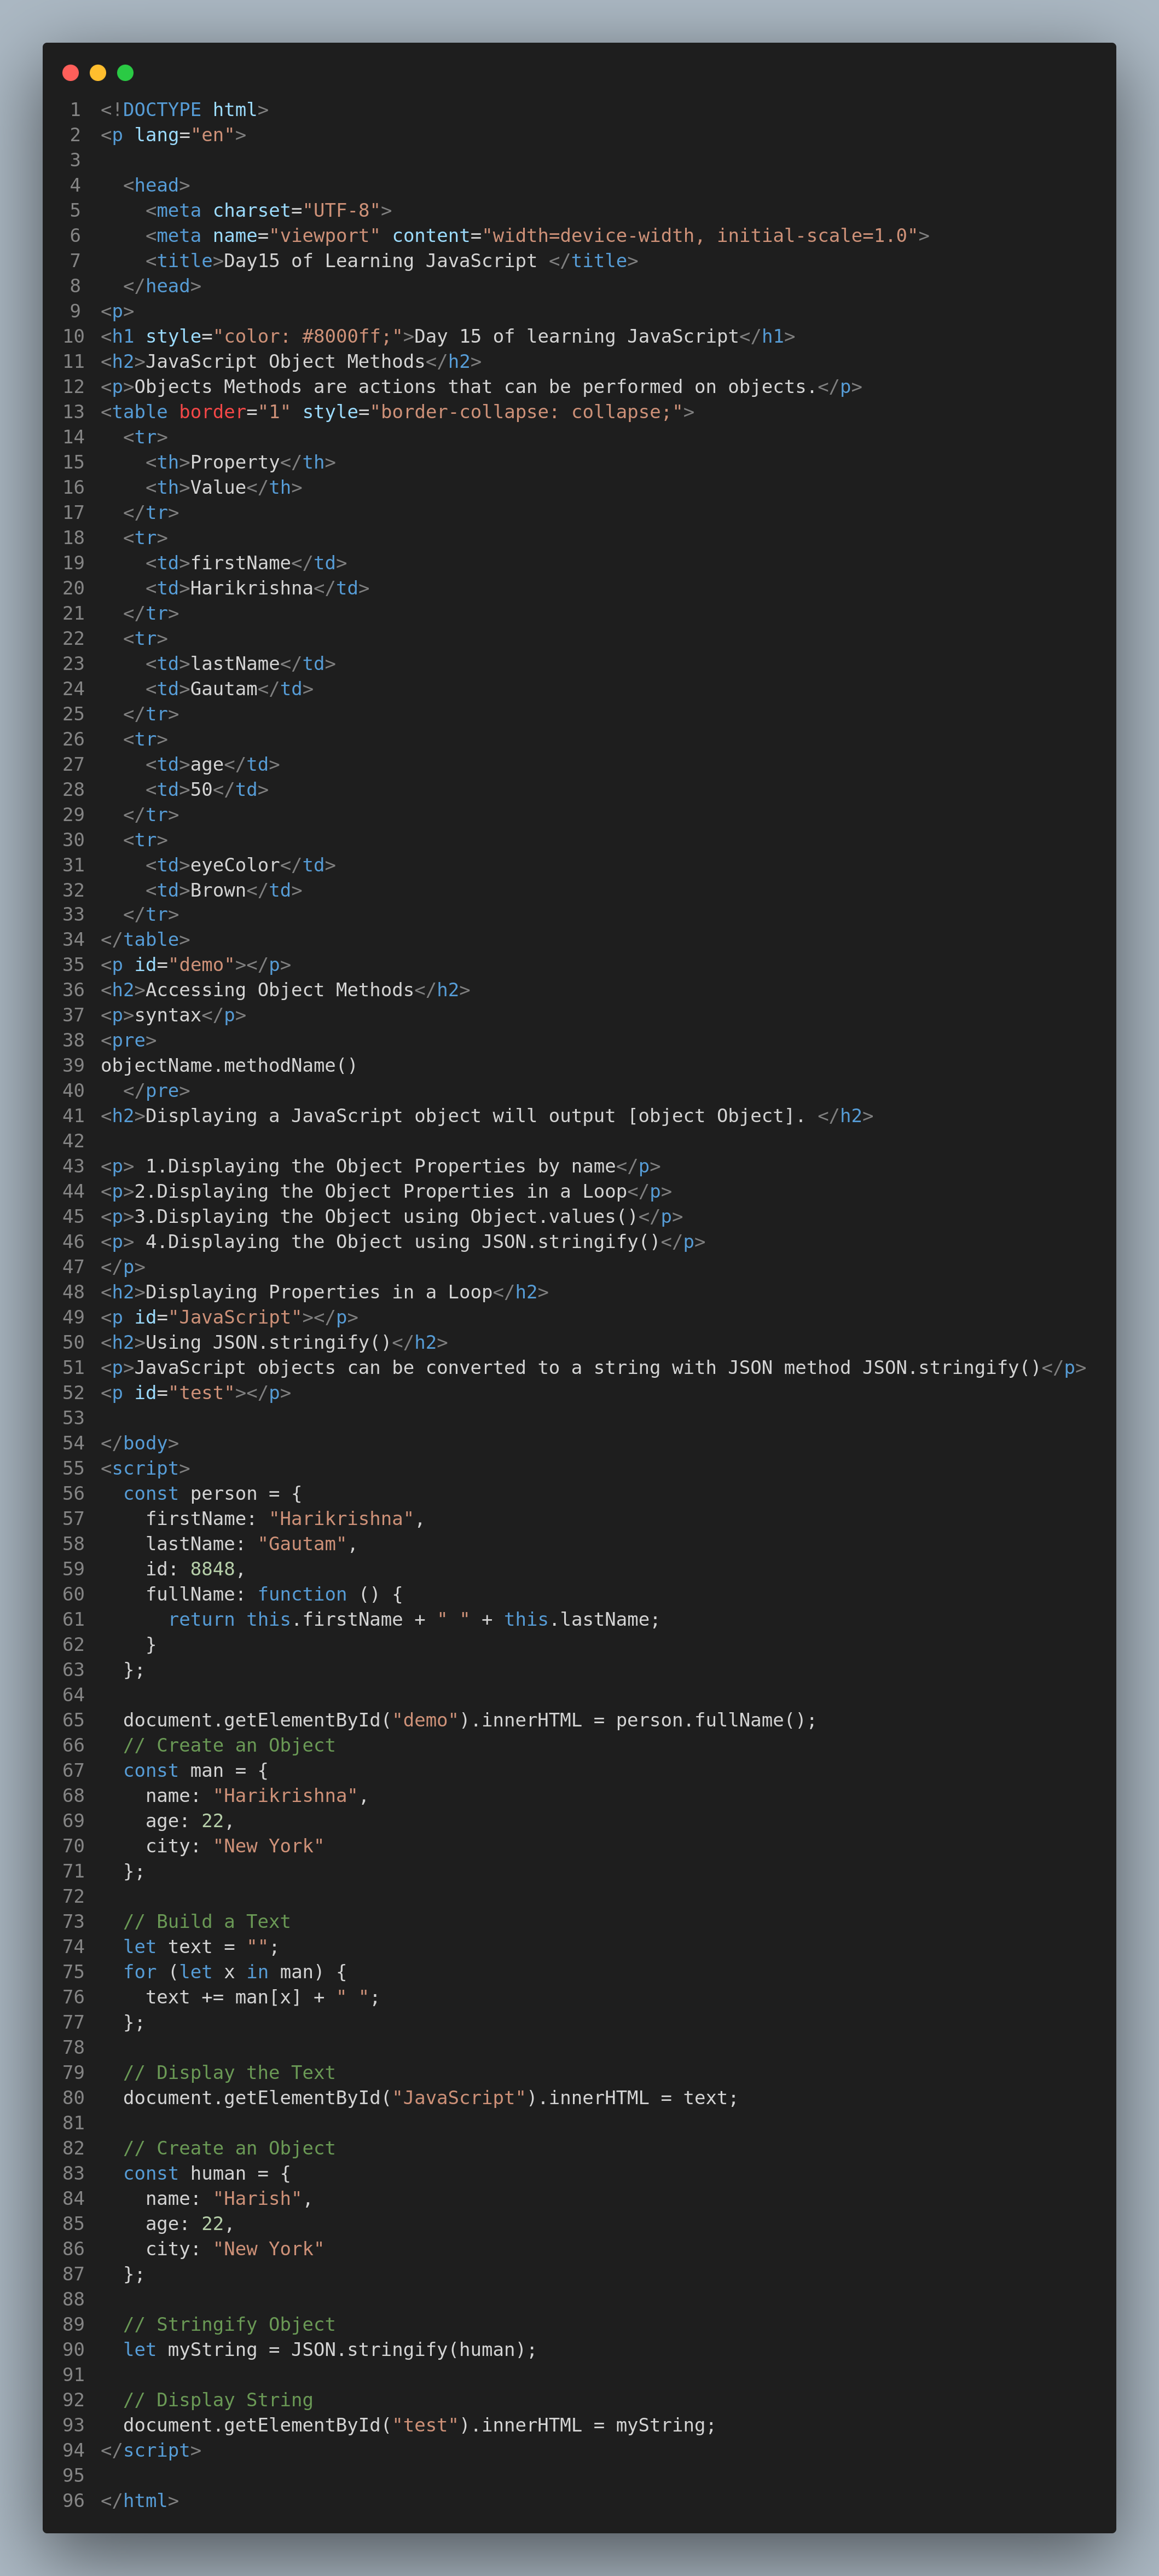 1 <!DOCTYPE html>
2 <p lang="en">
3
4   <head>
5     <meta charset="UTF-8">
6     <meta name="viewport" content="width=device-width, initial-scale=1.0">
7     <title>Day15 of Learning JavaScript </title>
8   </head>
9 <p>
10 <h1 style="color: #8000ff;">Day 15 of learning JavaScript</h1>
11 <h2>JavaScript Object Methods</h2>
12 <p>Objects Methods are actions that can be performed on objects.</p>
13 <table border="1" style="border-collapse: collapse;">
14   <tr>
15     <th>Property</th>
16     <th>Value</th>
17   </tr>
18   <tr>
19     <td>firstName</td>
20     <td>Harikrishna</td>
21   </tr>
22   <tr>
23     <td>lastName</td>
24     <td>Gautam</td>
25   </tr>
26   <tr>
27     <td>age</td>
28     <td>50</td>
29   </tr>
30   <tr>
31     <td>eyeColor</td>
32     <td>Brown</td>
33   </tr>
34 </table>
35 <p id="demo"></p>
36 <h2>Accessing Object Methods</h2>
37 <p>syntax</p>
38 <pre>
39 objectName.methodName()
40   </pre>
41 <h2>Displaying a JavaScript object will output [object Object]. </h2>
42
43 <p> 1.Displaying the Object Properties by name</p>
44 <p>2.Displaying the Object Properties in a Loop</p>
45 <p>3.Displaying the Object using Object.values()</p>
46 <p> 4.Displaying the Object using JSON.stringify()</p>
47 </p>
48 <h2>Displaying Properties in a Loop</h2>
49 <p id="JavaScript"></p>
50 <h2>Using JSON.stringify()</h2>
51 <p>JavaScript objects can be converted to a string with JSON method JSON.stringify()</p>
52 <p id="test"></p>
53
54 </body>
55 <script>
56   const person = {
57     firstName: "Harikrishna",
58     lastName: "Gautam",
59     id: 8848,
60     fullName: function () {
61       return this.firstName + " " + this.lastName;
62     }
63   };
64
65   document.getElementById("demo").innerHTML = person.fullName();
66   // Create an Object
67   const man = {
68     name: "Harikrishna",
69     age: 22,
70     city: "New York"
71   };
72
73   // Build a Text
74   let text = "";
75   for (let x in man) {
76     text += man[x] + " ";
77   };
78
79   // Display the Text
80   document.getElementById("JavaScript").innerHTML = text;
81
82   // Create an Object
83   const human = {
84     name: "Harish",
85     age: 22,
86     city: "New York"
87   };
88
89   // Stringify Object
90   let myString = JSON.stringify(human);
91
92   // Display String
93   document.getElementById("test").innerHTML = myString;
94 </script>
95
96 </html>